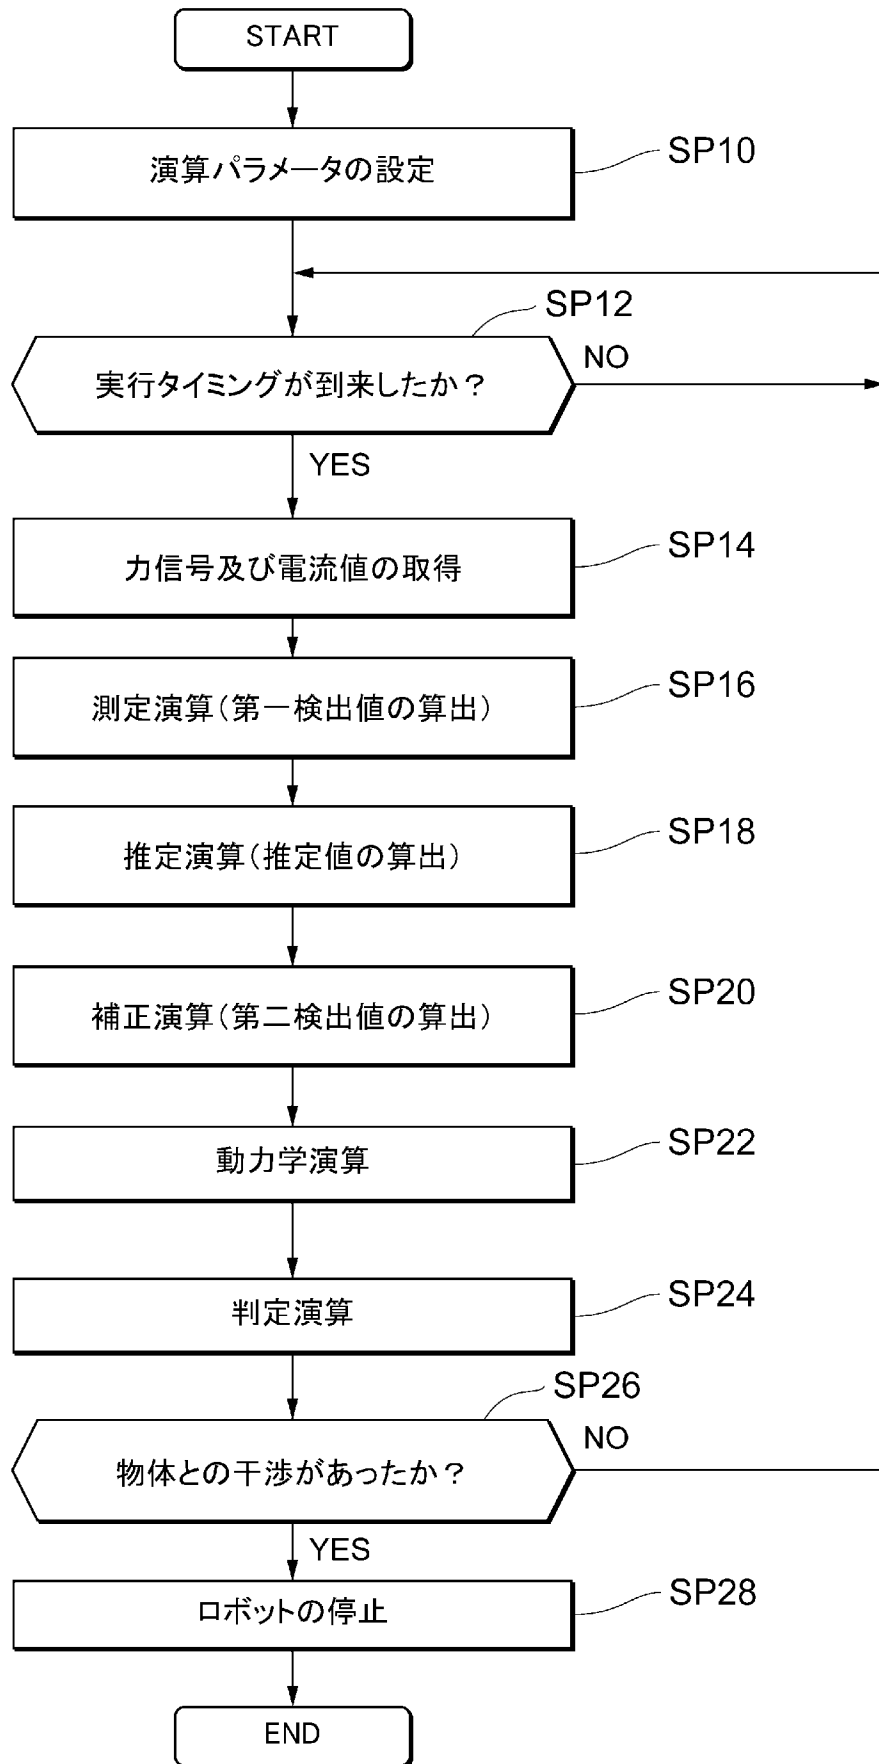 START
演算パラメータの設定
SP10
SP12
実行タイミングが到来したか？
NO
YES
力信号及び電流値の取得
SP14
測定演算(第一検出値の算出)
SP16
推定演算(推定値の算出)
SP18
補正演算(第二検出値の算出)
SP20
動力学演算
SP22
判定演算
SP24
SP26
物体との干渉があったか？
NO
YES
ロボットの停止
SP28
END